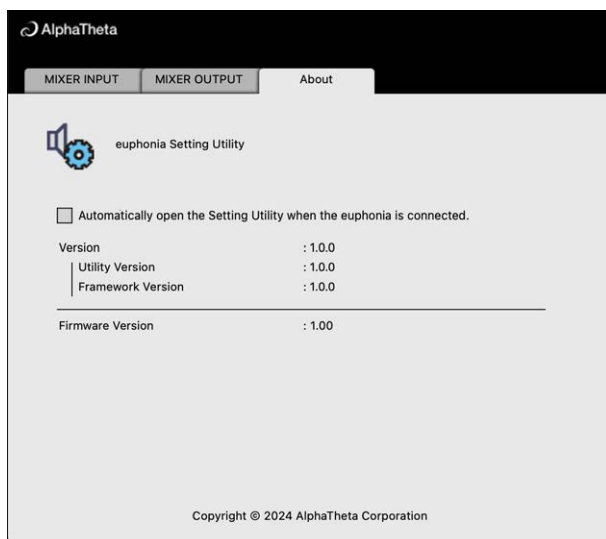 AlphaTheta
MIXER INPUT MIXER OUTPUT About
euphonia Setting Utility
Automatically open the Setting Utility when the euphonia is connected.
Version : 1.0.0
Utility Version : 1.0.0
Framework Version : 1.0.0
Firmware Version : 1.00
Copyright © 2024 AlphaTheta Corporation